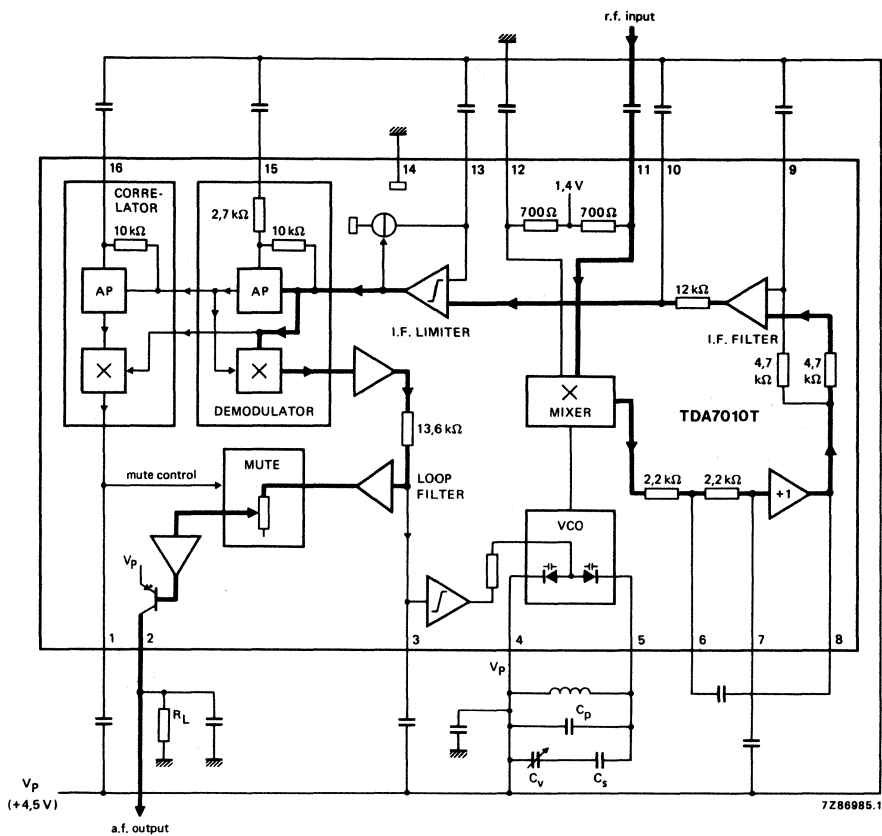 r.f. input
16
15
14
13
12
11
10
9
CORRE-
LATOR
2,7 kΩ
10 kΩ
10 kΩ
1,4 V
700 Ω
700 Ω
AP
AP
12 kΩ
I.F. LIMITER
I.F. FILTER
4,7
kΩ
4,7
kΩ
DEMODULATOR
MIXER
TDA7010T
13,6 kΩ
mute control
MUTE
LOOP
FILTER
2,2 kΩ
2,2 kΩ
+1
VCO
VP
1
2
3
4
5
6
7
8
VP
RL
Cp
Cv
Cs
VP
(+4,5 V)
7Z86985.1
a.f. output